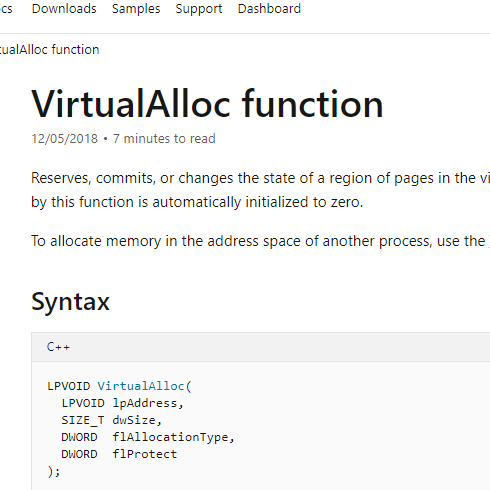 Downloads Samples Support Dashboard
function
VirtualAlloc function
12/05/2018 • 7 minutes to read
Reserves, commits, or changes the state of a region of pages in the
by this function is automatically initialized to zero.
To allocate memory in the address space of another process, use the
Syntax
C++
LPVOID VirtualAlloc(
LPVOID lpAddress,
SIZE_T dwSize,
DWORD flAllocationType,
DWORD flProtect
);